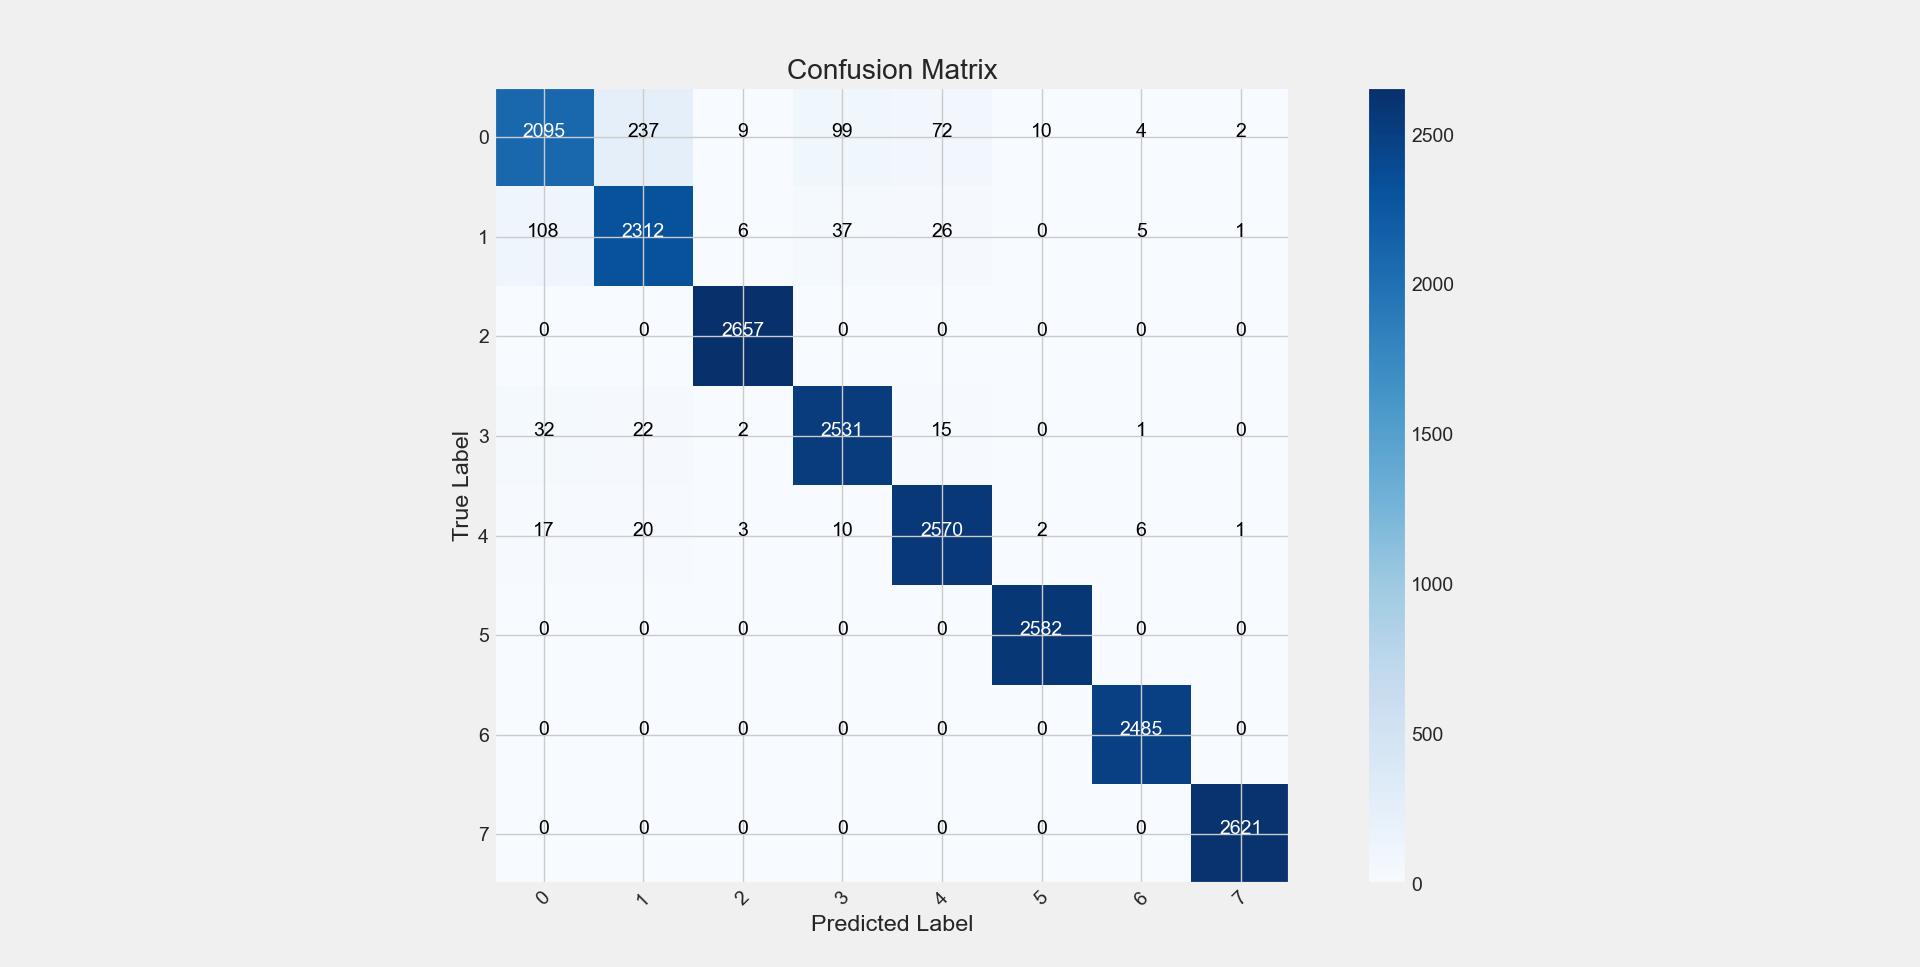 Confusion Matrix
0 2095 237 9 99 72 10 4 2
1 108 2312 6 37 26 0 5 1
2 0 0 2657 0 0 0 0 0
3 32 22 2 2531 15 0 1 0
4 17 20 3 10 2570 2 6 1
5 0 0 0 0 0 2582 0 0
6 0 0 0 0 0 0 2485 0
7 0 0 0 0 0 0 0 2621
0 1 2 3 4 5 6 7
Predicted Label
True Label
2500
2000
1500
1000
500
0